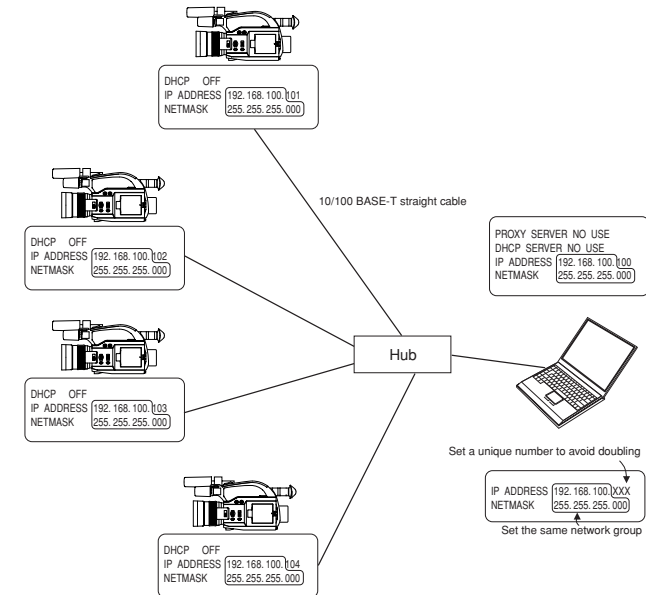 DHCP OFF
IP ADDRESS 192. 168. 100. 101
NETMASK 255. 255. 255. 000
10/100 BASE-T straight cable
DHCP OFF
IP ADDRESS 192. 168. 100. 102
NETMASK 255. 255. 255. 000
PROXY SERVER NO USE
DHCP SERVER NO USE
IP ADDRESS 192. 168. 100. 100
NETMASK 255. 255. 255. 000
Hub
DHCP OFF
IP ADDRESS 192. 168. 100. 103
NETMASK 255. 255. 255. 000
Set a unique number to avoid doubling
IP ADDRESS 192. 168. 100. XXX
NETMASK 255. 255. 255. 000
Set the same network group
DHCP OFF
IP ADDRESS 192. 168. 100. 104
NETMASK 255. 255. 255. 000